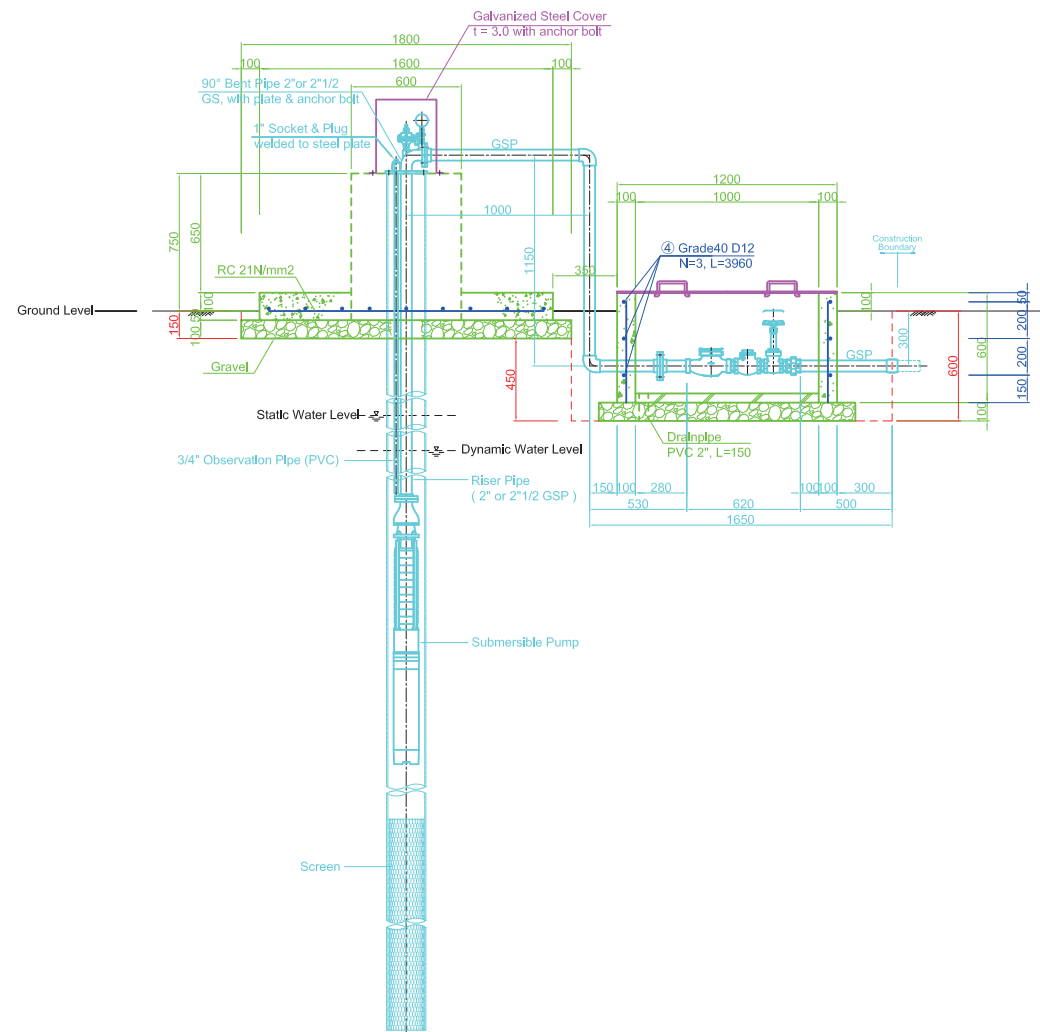 Galvanized Steel Cover
t = 3.0 with anchor bolt
1800
100 1600 100
600
90° Bent Pipe 2"or 2"1/2
GS, with plate & anchor bolt
1" Socket & Plug
welded to steel plate
GSP
1200
100 1000 100
1000
④ Grade40 D12
N=3, L=3960
Construction
Boundary
750
650
1150
350
RC 21N/mm2
100
100
50
200
Ground Level
150
100
50
300
600
600
200
Gravel
450
GSP
150
100
Static Water Level
Dynamic Water Level
Drainpipe
PVC 2", L=150
3/4" Observation Pipe (PVC)
Riser Pipe
( 2" or 2"1/2 GSP )
150 100 280 100 100 300
530 620 500
1650
Submersible Pump
Screen